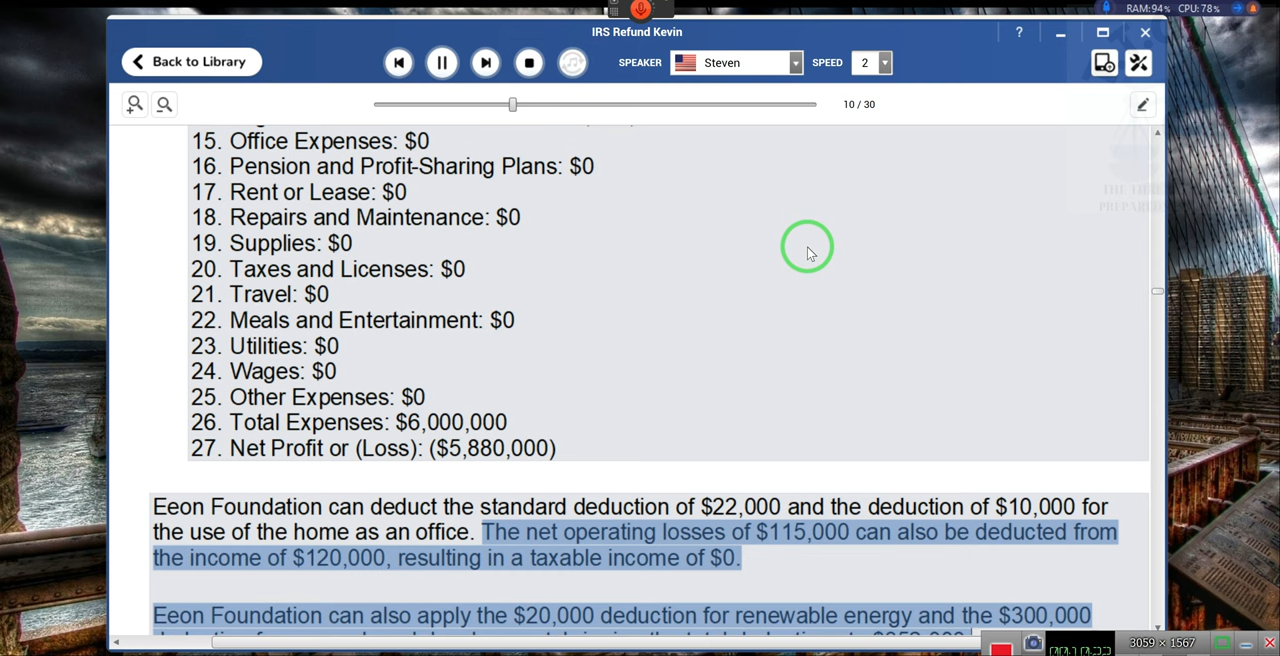 RAM:94% CPU:78%
IRS Refund Kevin
?
Back to Library
SPEAKER
Steven
SPEED
2
10 / 30
15. Office Expenses: $0
16. Pension and Profit-Sharing Plans: $0
17. Rent or Lease: $0
18. Repairs and Maintenance: $0
19. Supplies: $0
20. Taxes and Licenses: $0
21. Travel: $0
22. Meals and Entertainment: $0
23. Utilities: $0
24. Wages: $0
25. Other Expenses: $0
26. Total Expenses: $6,000,000
27. Net Profit or (Loss): ($5,880,000)
Eeon Foundation can deduct the standard deduction of $22,000 and the deduction of $10,000 for
the use of the home as an office. The net operating losses of $115,000 can also be deducted from
the income of $120,000, resulting in a taxable income of $0.
Eeon Foundation can also apply the $20,000 deduction for renewable energy and the $300,000
3059 × 1567